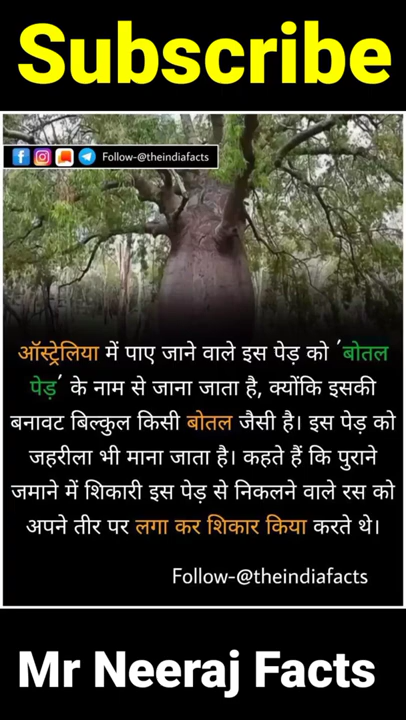 Subscribe
Follow-@theindiafacts
ऑस्ट्रेलिया में पाए जाने वाले इस पेड़ को 'बोतल
पेड़' के नाम से जाना जाता है, क्योंकि इसकी
बनावट बिल्कुल किसी बोतल जैसी है। इस पेड़ को
जहरीला भी माना जाता है। कहते हैं कि पुराने
जमाने में शिकारी इस पेड़ से निकलने वाले रस को
अपने तीर पर लगा कर शिकार किया करते थे।
Follow-@theindiafacts
Mr Neeraj Facts